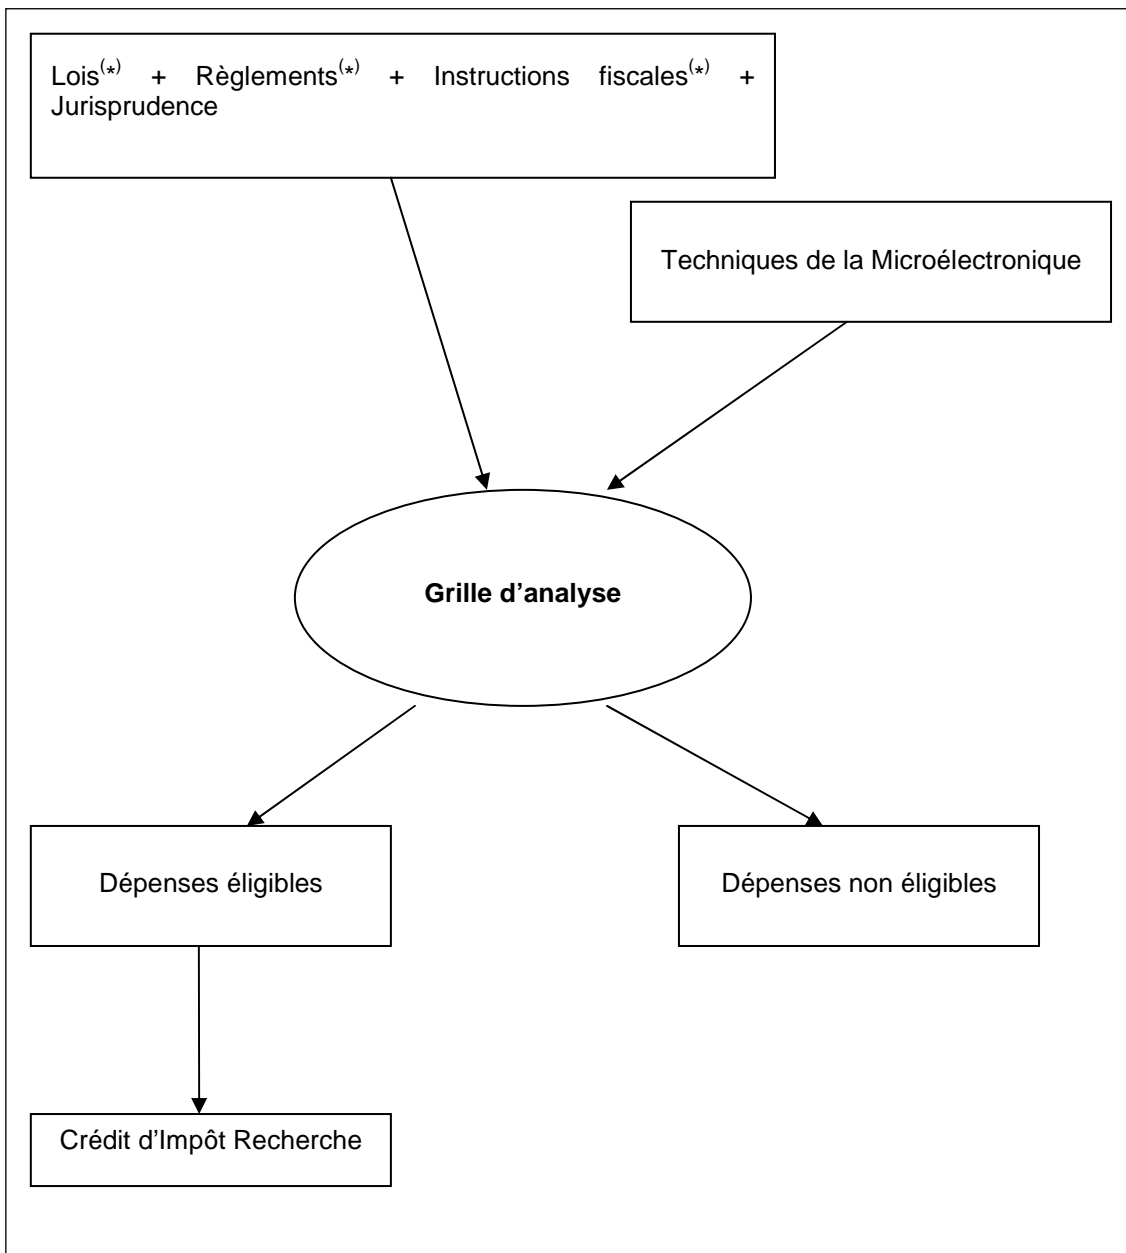 Lois(*) + Règlements(*) + Instructions fiscales(*) +
Jurisprudence
Techniques de la Microélectronique
Grille d’analyse
Dépenses éligibles
Dépenses non éligibles
Crédit d’Impôt Recherche